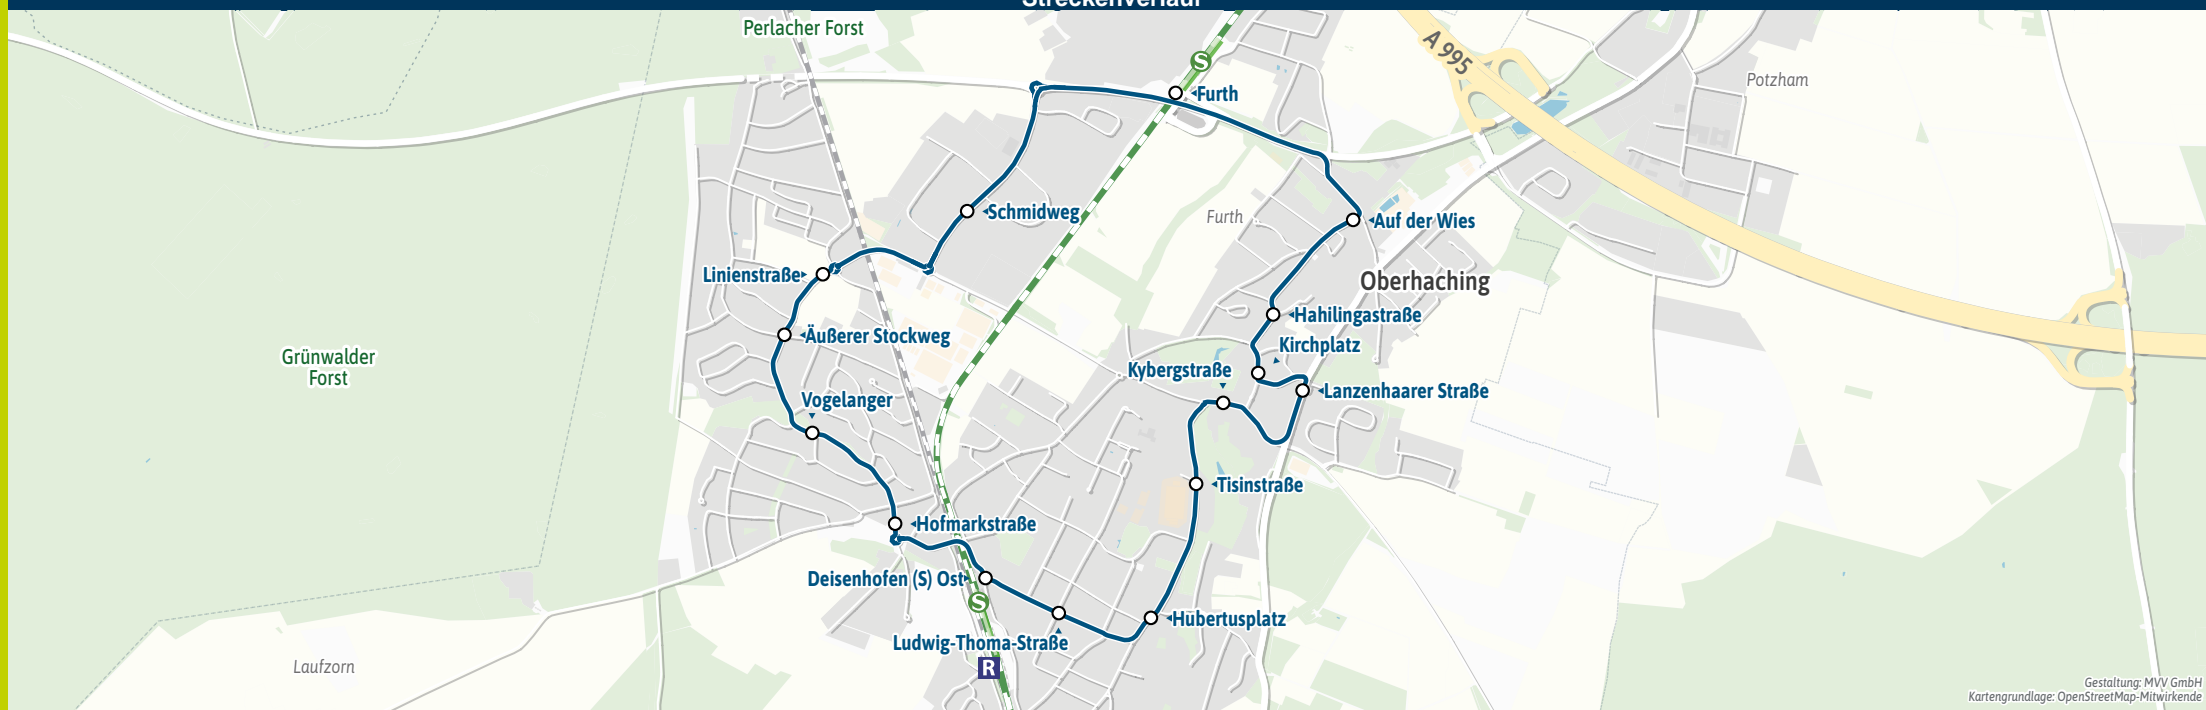 Streckenverlauf
Perlacher Forst
S
A 995
Potzham
Furth
Schmidweg
Furth
Auf der Wies
Linienstraße
Oberhaching
Hahilingastraße
Äußerer Stockweg
Kirchplatz
Grünwalder
Forst
Kybergstraße
Lanzenhaarer Straße
Vogelanger
Tisinstraße
Hofmarkstraße
Deisenhofen (S) Ost
S
Hubertusplatz
Ludwig-Thoma-Straße
Laufzorn
R
Gestaltung: MVV GmbH
Kartengrundlage: OpenStreetMap-Mitwirkende